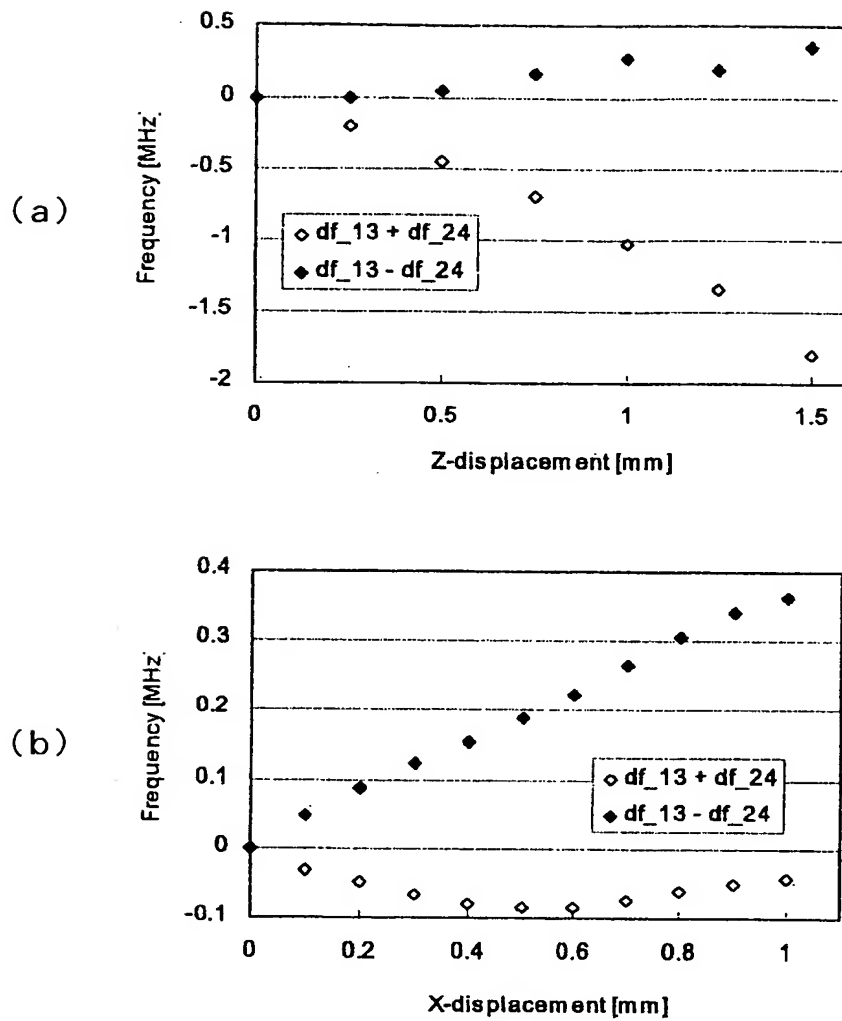 (a)
Frequency [MHz]
0.5
0
-0.5
-1
-1.5
-2
◇ df_13 + df_24
◆ df_13 - df_24
0 0.5 1 1.5
Z-displacement [mm]
(b)
Frequency [MHz]
0.4
0.3
0.2
0.1
0
-0.1
◇ df_13 + df_24
◆ df_13 - df_24
0 0.2 0.4 0.6 0.8 1
X-displacement [mm]